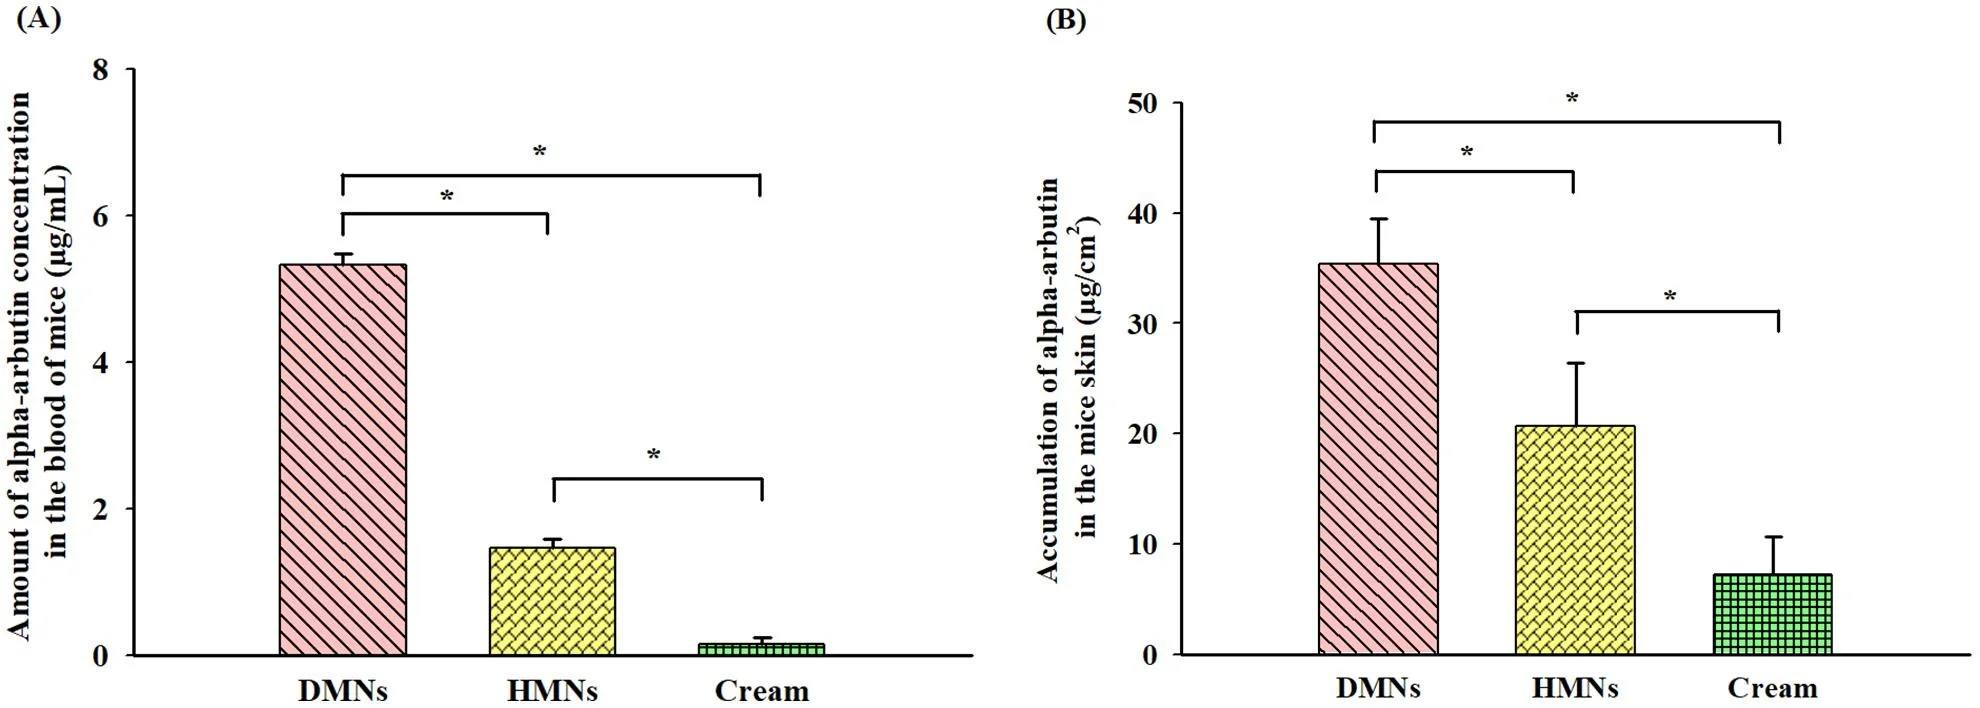 (A)
Amount of alpha-arbutin concentration
in the blood of mice (µg/mL)
8
6
4
2
0
*
*
*
DMNs HMNs Cream
(B)
Accumulation of alpha-arbutin
in the mice skin (µg/cm²)
50
40
30
20
10
0
*
*
*
DMNs HMNs Cream